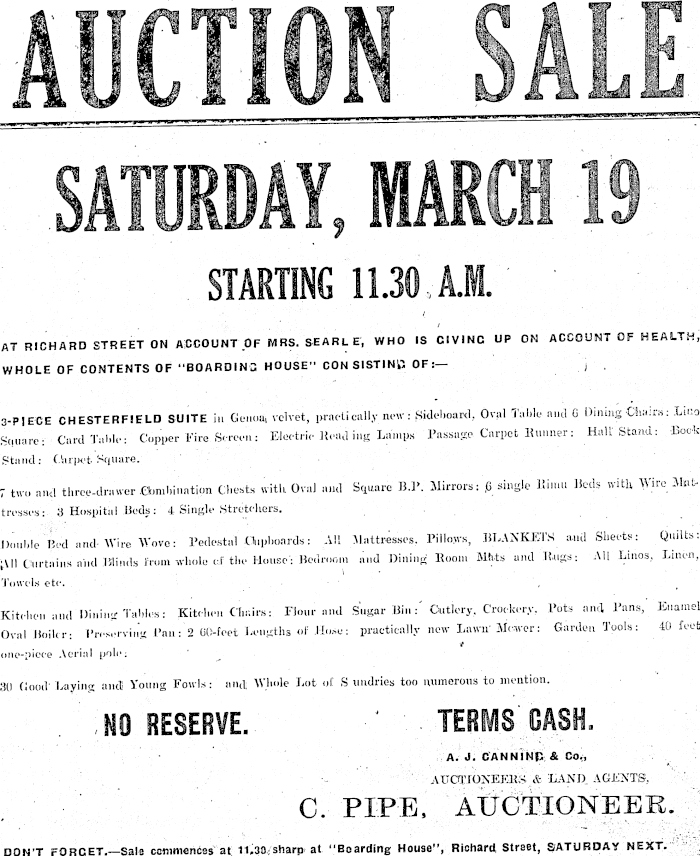 AUCTION SALE
SATURDAY, MARCH 19
STARTING 11.30 A.M.
AT RICHARD STREET ON ACCOUNT OF MRS. SEARLE, WHO IS GIVING UP ON ACCOUNT OF HEALTH,
WHOLE OF CONTENTS OF "BOARDING HOUSE" CONSISTING OF:—
3-PIECE CHESTERFIELD SUITE in Genoa velvet, practically new: Sideboard, Oval Table and 6 Dining Chairs: Lino
Square: Card Table: Copper Fire Screen: Electric Reading Lamps Passage Carpet Runner: Hall Stand: Book
Stand: Carpet Square.
7 two and three-drawer Combination Chests with Oval and Square B.P. Mirrors: 6 single Rimu Beds with Wire Mat-
tresses: 3 Hospital Beds: 4 Single Stretchers.
Double Bed and Wire Wove: Pedestal Cupboards: All Mattresses, Pillows, BLANKETS and Sheets: Quilts:
All Curtains and Blinds from whole of the House: Bedroom and Dining Room Mats and Rugs: All Linos, Linen,
Towels etc.
Kitchen and Dining Tables: Kitchen Chairs: Flour and Sugar Bin: Cutlery, Crockery, Pots and Pans, Enamel
Oval Boiler: Preserving Pan: 2 60-feet Lengths of Hose: practically new Lawn Mower: Garden Tools: 40 feet
one-piece Aerial pole:
30 Good Laying and Young Fowls: and Whole Lot of Sundries too numerous to mention.
NO RESERVE. TERMS CASH.
A. J. CANNING & Co.,
AUCTIONEERS & LAND AGENTS,
C. PIPE, AUCTIONEER.
DON'T FORGET.—Sale commences at 11.30 sharp at "Boarding House", Richard Street, SATURDAY NEXT.